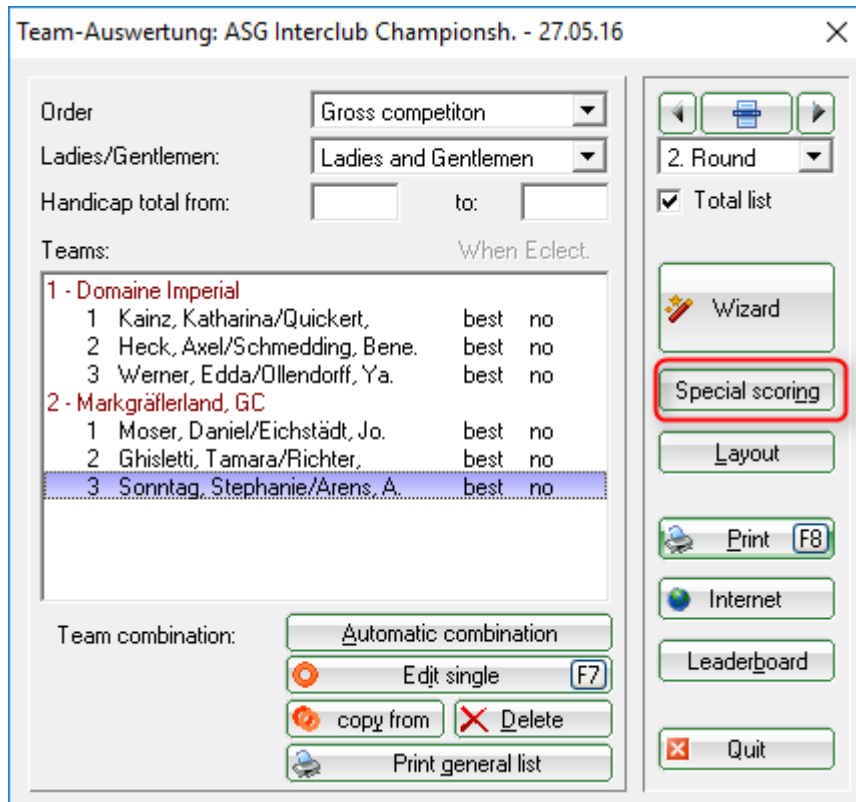 Team-Auswertung: ASG Interclub Championsh. - 27.05.16
Order
Gross competiton
Ladies/Gentlemen:
Ladies and Gentlemen
Handicap total from:
to:
Teams:
When Eclect.
1 - Domaine Imperial
1 Kainz, Katharina/Quickert, best no
2 Heck, Axel/Schmedding, Bene. best no
3 Werner, Edda/Ollendorff, Ya. best no
2 - Markgräflerland, GC
1 Moser, Daniel/Eichstädt, Jo. best no
2 Ghisletti, Tamara/Richter, best no
3 Sonntag, Stephanie/Arens, A. best no
Team combination:
Automatic combination
Edit single F7
copy from
Delete
Print general list
2. Round
Total list
Wizard
Special scoring
Layout
Print F8
Internet
Leaderboard
Quit